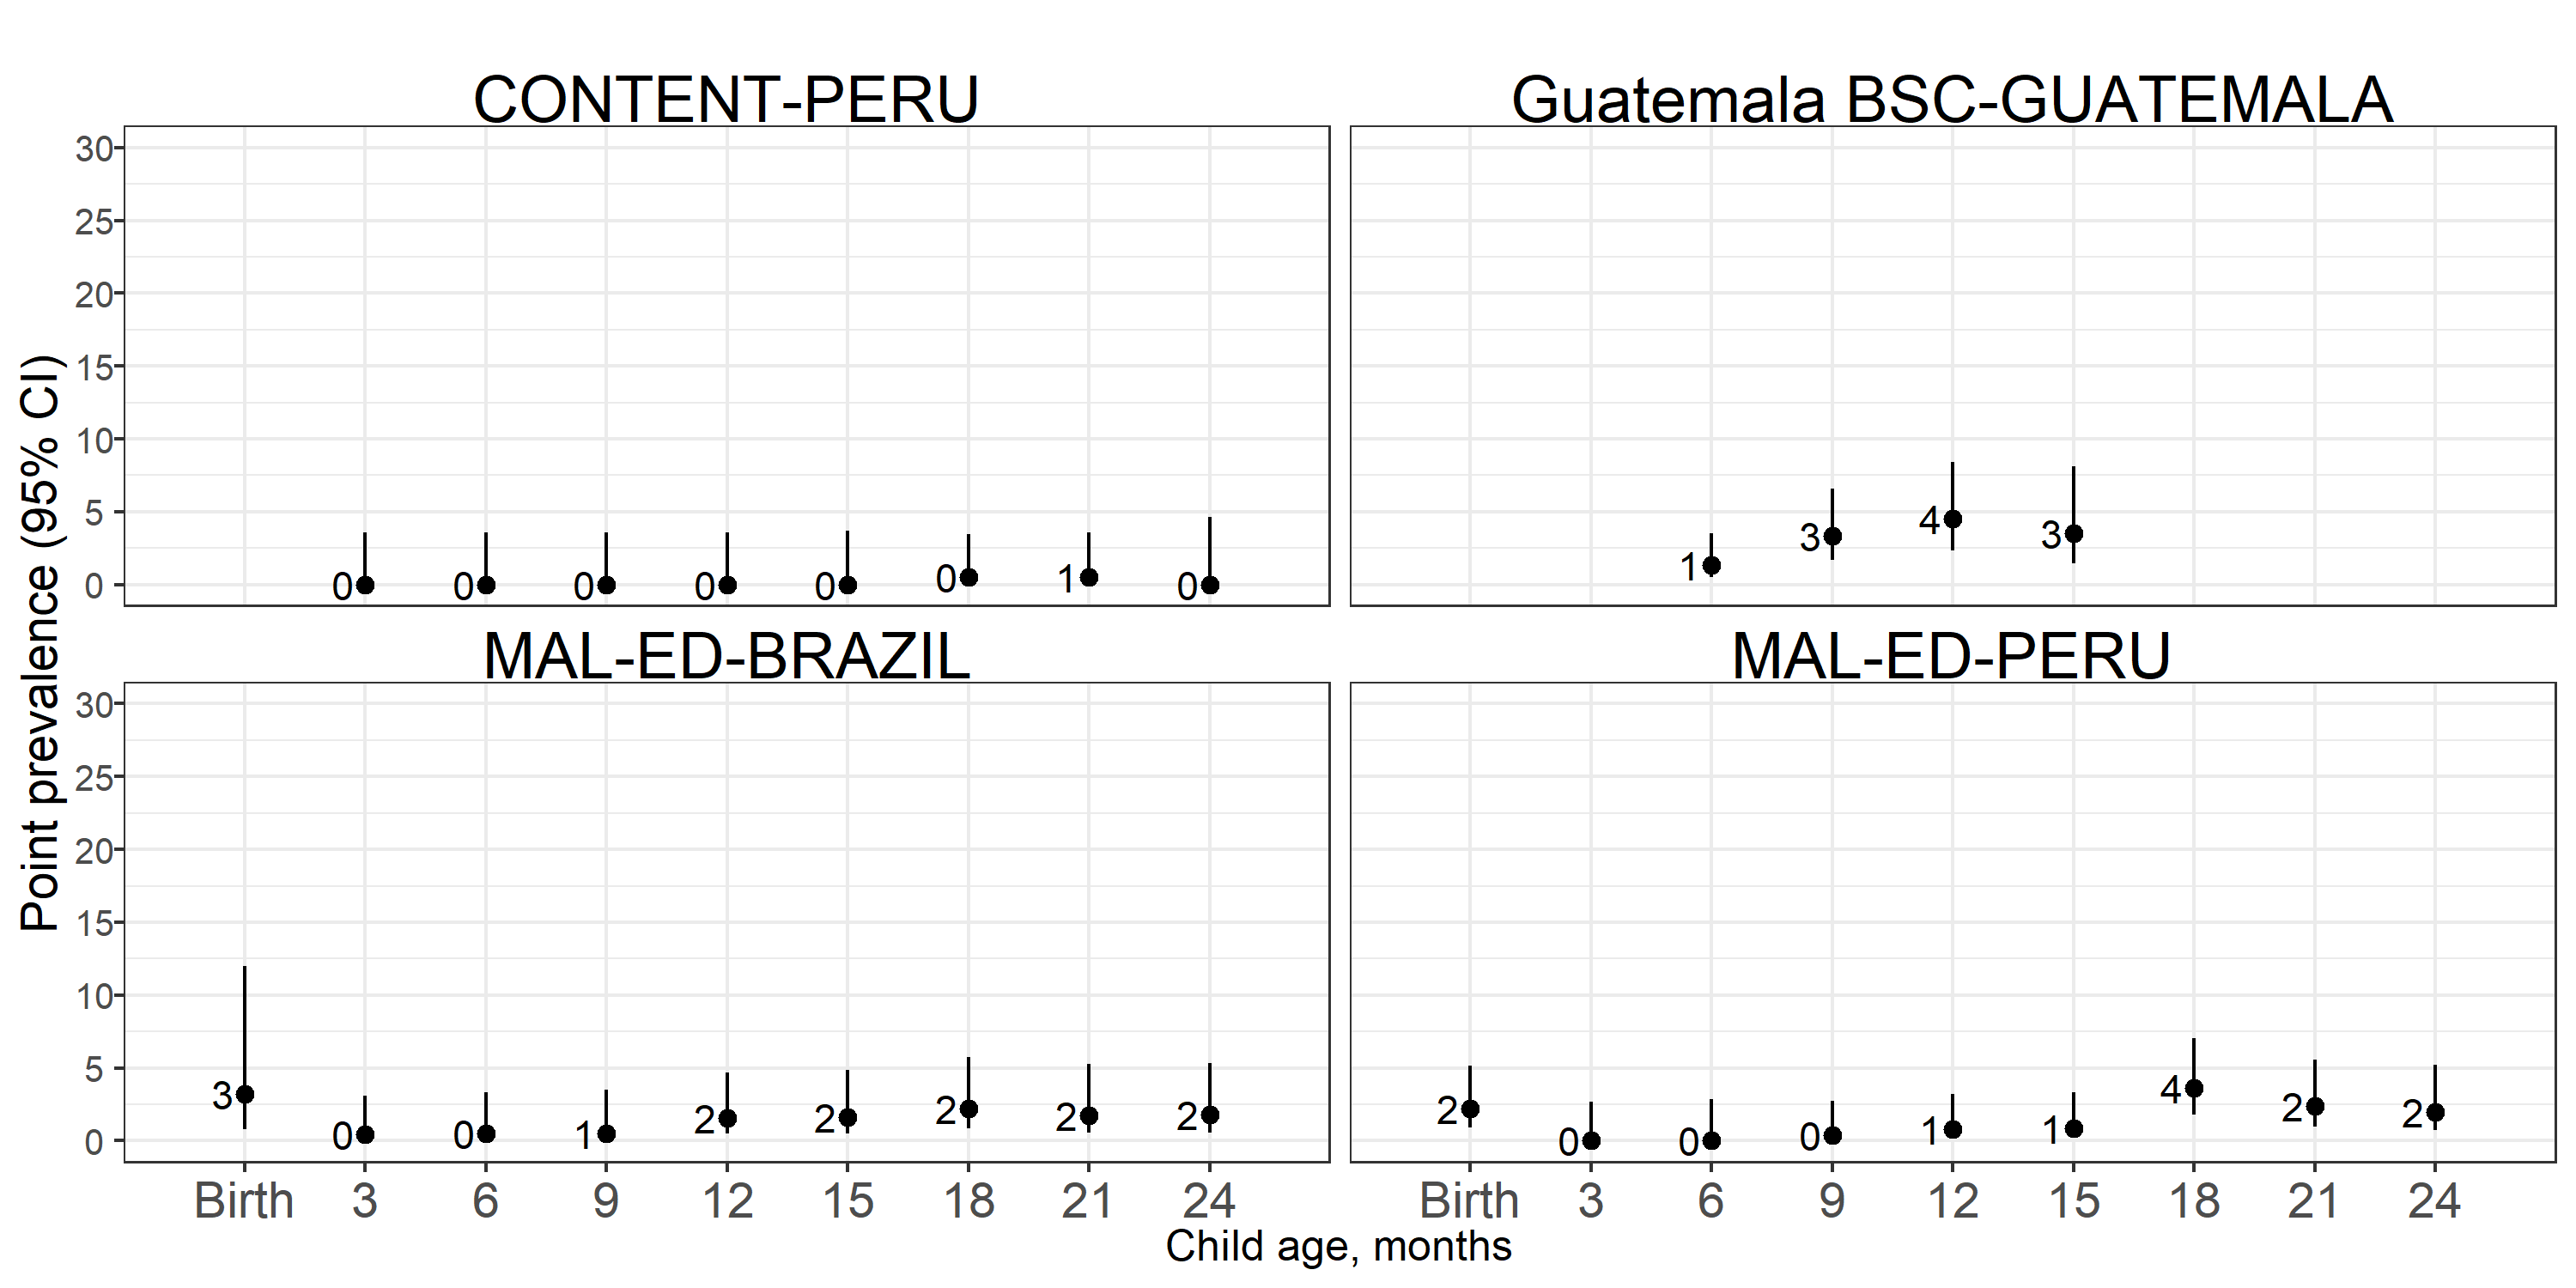 CONTENT-PERU
Guatemala BSC-GUATEMALA
30
25
20
15
10
5
0
0 0 0 0 0 0 1 0
1 3 4 3
MAL-ED-BRAZIL
MAL-ED-PERU
30
25
20
15
10
5
0
3 0 0 1 2 2 2 2 2
2 0 0 0 1 1 4 2 2
Birth 3 6 9 12 15 18 21 24
Birth 3 6 9 12 15 18 21 24
Child age, months
Point prevalence (95% CI)